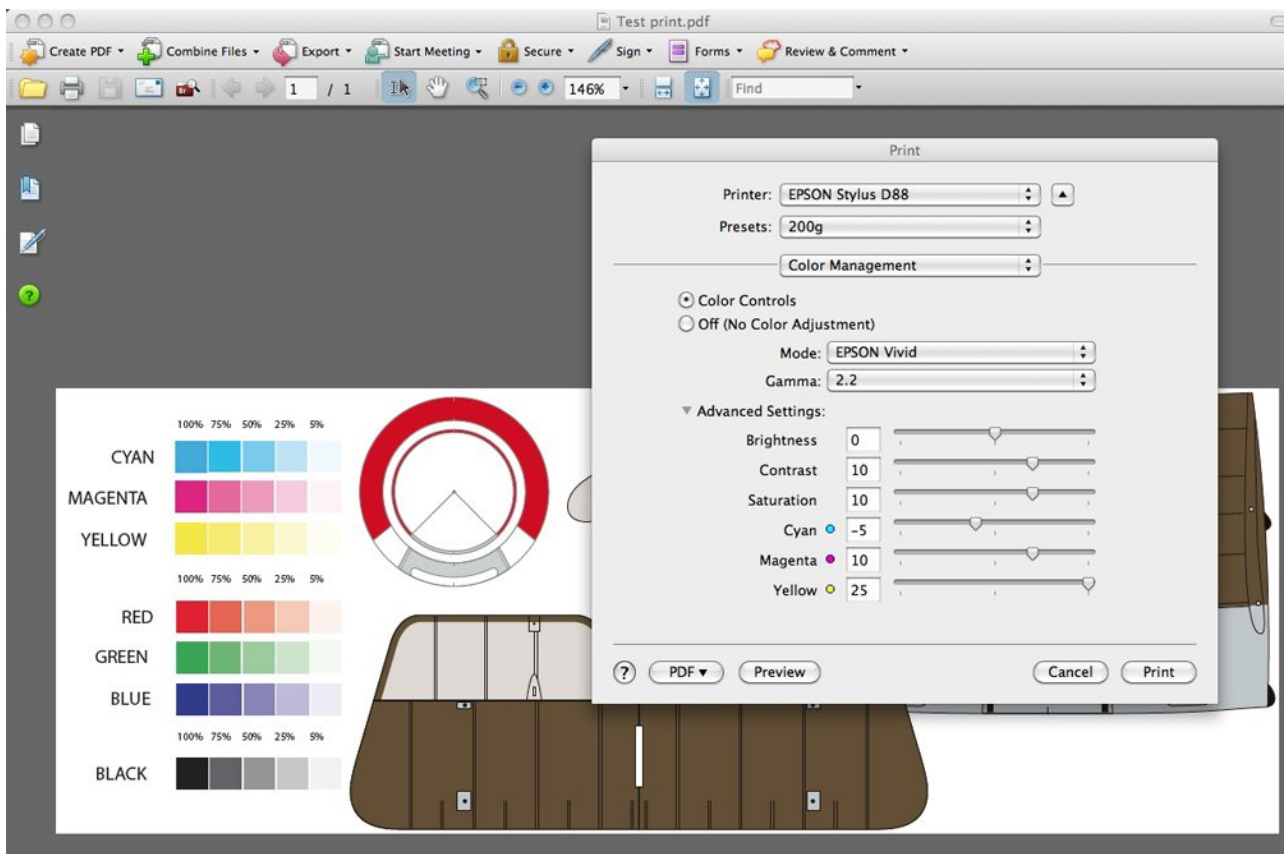 Test print.pdf
Create PDF Combine Files Export Start Meeting Secure Sign Forms Review & Comment
1 / 1 146% Find
Print
Printer: EPSON Stylus D88
Presets: 200g
Color Management
Color Controls
Off (No Color Adjustment)
Mode: EPSON Vivid
Gamma: 2.2
Advanced Settings:
Brightness 0
Contrast 10
Saturation 10
Cyan -5
Magenta 10
Yellow 25
? PDF Preview Cancel Print
100% 75% 50% 25% 5%
CYAN
MAGENTA
YELLOW
100% 75% 50% 25% 5%
RED
GREEN
BLUE
100% 75% 50% 25% 5%
BLACK